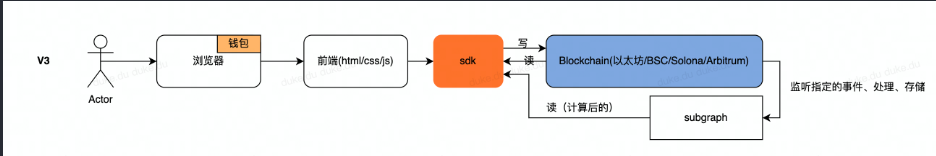 V3
Actor
钱包
浏览器
前端(html/css/js)
sdk
写
读
Blockchain(以太坊/BSC/Solona/Arbitrum)
监听指定的事件、处理、存储
读（计算后的）
subgraph